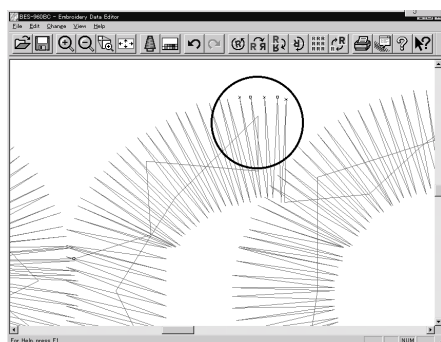 BES-960BC - Embroidery Data Editor
File Edit Change View Help
For Help, press F1
NUM